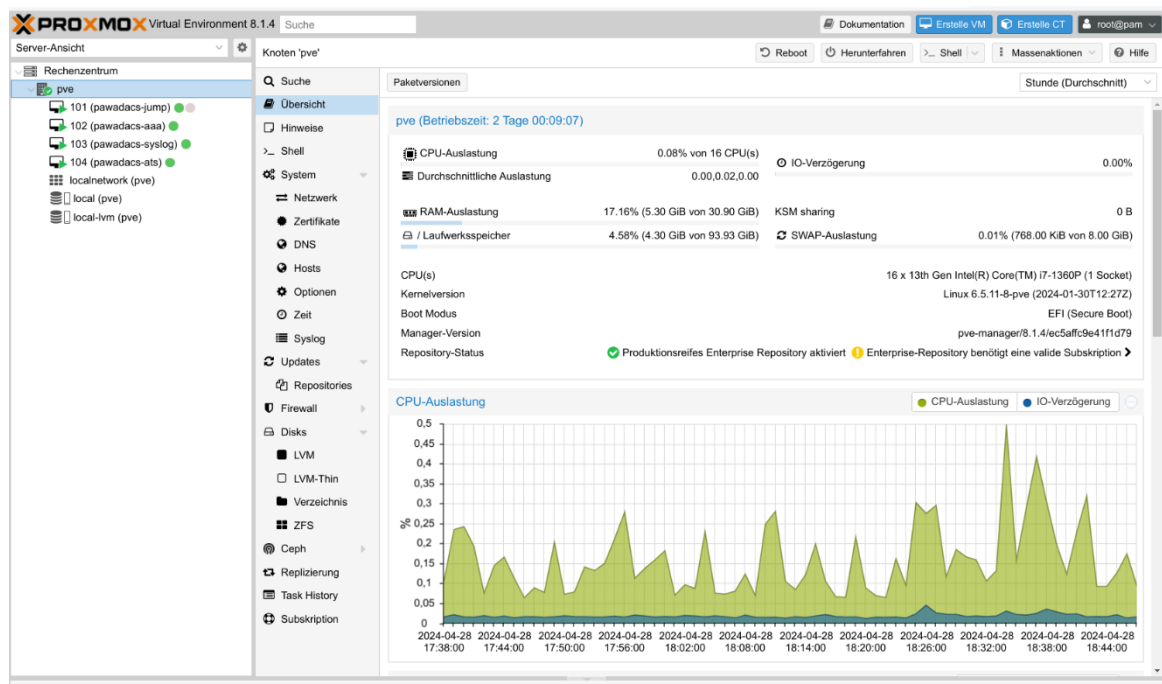 PROXMOX Virtual Environment 8.1.4 Suche Dokumentation Erstelle VM Erstelle CT root@pam
Server-Ansicht
Rechenzentrum
pve
101 (pawadacs-jump)
102 (pawadacs-aaa)
103 (pawadacs-syslog)
104 (pawadacs-ats)
localnetwork (pve)
local (pve)
local-lvm (pve)
Knoten 'pve' Reboot Herunterfahren Shell Massenaktionen Hilfe
Suche
Übersicht
Hinweise
Shell
System
Netzwerk
Zertifikate
DNS
Hosts
Optionen
Zeit
Syslog
Updates
Repositories
Firewall
Disks
LVM
LVM-Thin
Verzeichnis
ZFS
Ceph
Replizierung
Task History
Subskription
Paketversionen Stunde (Durchschnitt)
pve (Betriebszeit: 2 Tage 00:09:07)
CPU-Auslastung 0.08% von 16 CPU(s)
IO-Verzögerung 0.00%
Durchschnittliche Auslastung 0.00,0.02,0.00
RAM-Auslastung 17.16% (5.30 GiB von 30.90 GiB) KSM sharing 0 B
/ Laufwerksspeicher 4.58% (4.30 GiB von 93.93 GiB) SWAP-Auslastung 0.01% (768.00 KiB von 8.00 GiB)
CPU(s) 16 x 13th Gen Intel(R) Core(TM) i7-1360P (1 Socket)
Kernelversion Linux 6.5.11-8-pve (2024-01-30T12:27Z)
Boot Modus EFI (Secure Boot)
Manager-Version pve-manager/8.1.4/ec5affc9e41f1d79
Repository-Status Produktionsreifes Enterprise Repository aktiviert Enterprise-Repository benötigt eine valide Subskription
CPU-Auslastung CPU-Auslastung IO-Verzögerung
0,5
0,45
0,4
0,35
0,3
0,25
0,2
0,15
0,1
0,05
0
%
2024-04-28 2024-04-28 2024-04-28 2024-04-28 2024-04-28 2024-04-28 2024-04-28 2024-04-28 2024-04-28 2024-04-28 2024-04-28 2024-04-28
17:38:00 17:44:00 17:50:00 17:56:00 18:02:00 18:08:00 18:14:00 18:20:00 18:26:00 18:32:00 18:38:00 18:44:00